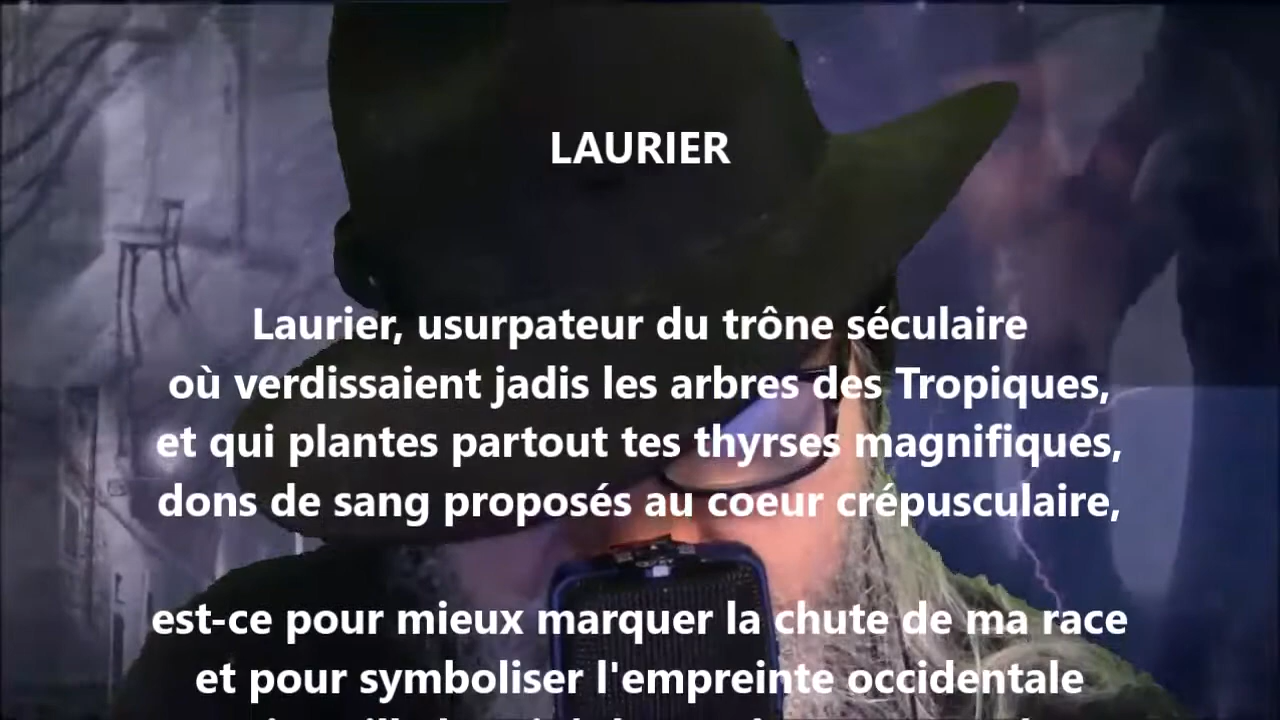 LAURIER
Laurier, usurpateur du trône séculaire
où verdissaient jadis les arbres des Tropiques,
et qui plantes partout tes thyrses magnifiques,
dons de sang proposés au coeur crépusculaire,
est-ce pour mieux marquer la chute de ma race
et pour symboliser l'empreinte occidentale